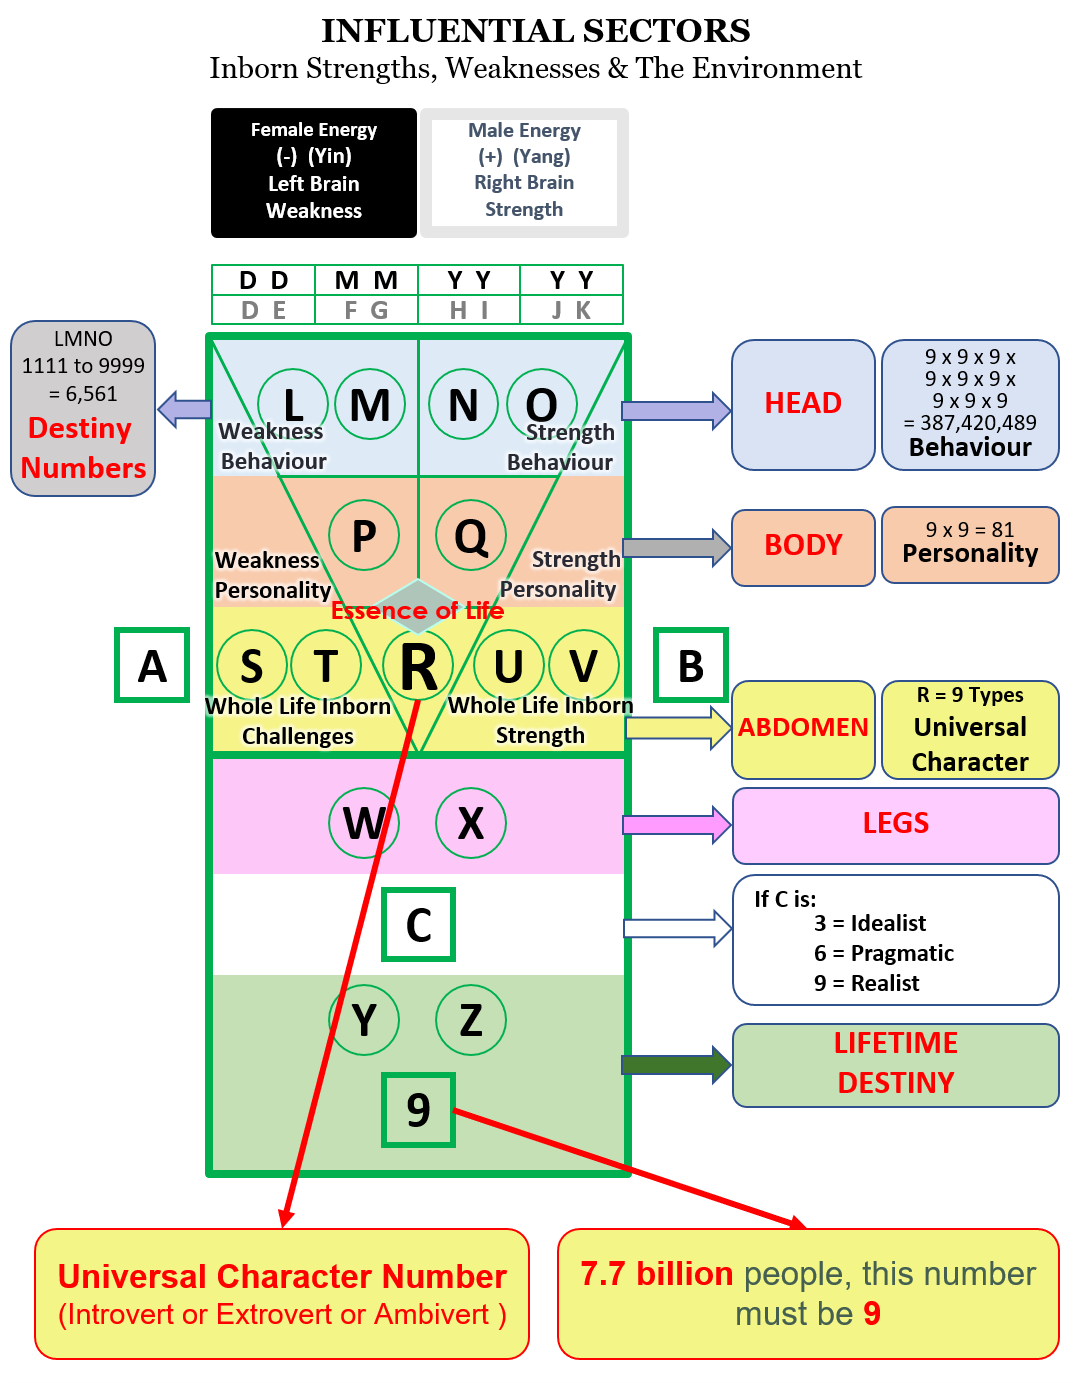 INFLUENTIAL SECTORS
Inborn Strengths, Weaknesses & The Environment
Female Energy
(-) (Yin)
Left Brain
Weakness
Male Energy
(+) (Yang)
Right Brain
Strength
D D M M Y Y Y Y
D E F G H I J K
LMNO
1111 to 9999
= 6,561
Destiny
Numbers
L M N O
Weakness
Behaviour
Strength
Behaviour
HEAD
9 x 9 x 9 x
9 x 9 x 9 x
9 x 9 x 9
= 387,420,489
Behaviour
P Q
Weakness
Personality
Strength
Personality
BODY
9 x 9 = 81
Personality
Essence of Life
A
S T R U V
B
Whole Life Inborn
Challenges
Whole Life Inborn
Strength
ABDOMEN
R = 9 Types
Universal
Character
W X
LEGS
C
If C is:
3 = Idealist
6 = Pragmatic
9 = Realist
Y Z
9
LIFETIME
DESTINY
Universal Character Number
(Introvert or Extrovert or Ambivert )
7.7 billion people, this number
must be 9